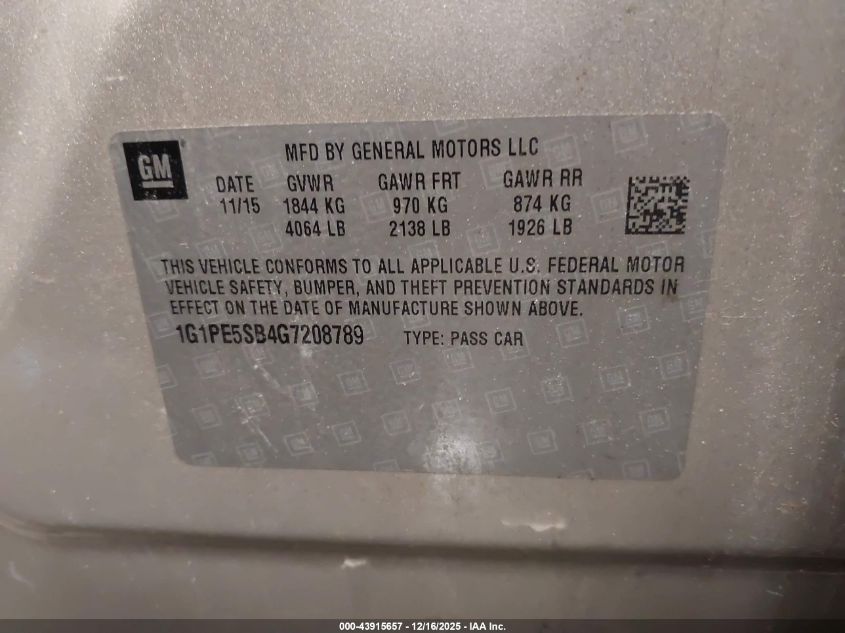 GM
MFD BY GENERAL MOTORS LLC
DATE GVWR GAWR FRT GAWR RR
11/15 1844 KG 970 KG 874 KG
4064 LB 2138 LB 1926 LB
THIS VEHICLE CONFORMS TO ALL APPLICABLE U.S. FEDERAL MOTOR
VEHICLE SAFETY, BUMPER, AND THEFT PREVENTION STANDARDS IN
EFFECT ON THE DATE OF MANUFACTURE SHOWN ABOVE.
1G1PE5SB4G7208789 TYPE: PASS CAR
000-43915657 - 12/16/2025 - IAA Inc.